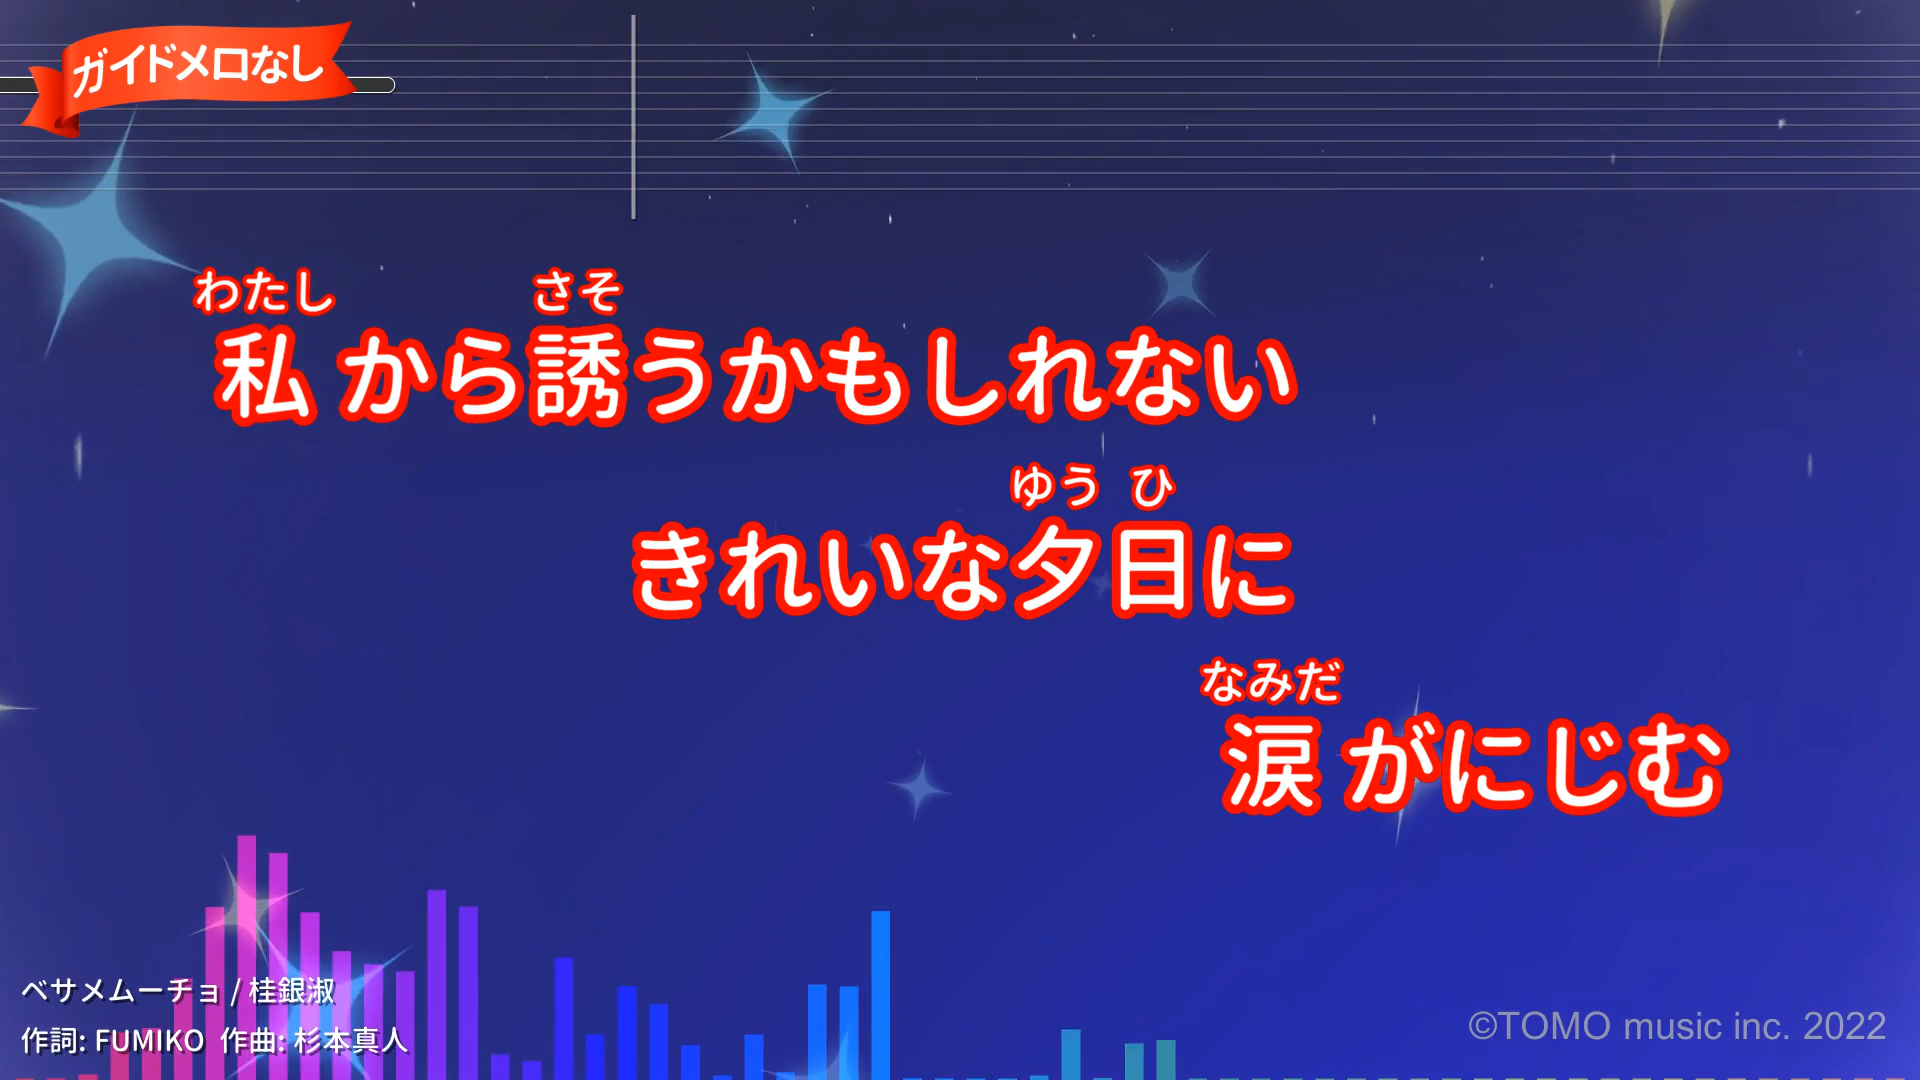 ガイドメロなし
わたし さそ
私から誘うかもしれない
ゆう ひ
きれいな夕日に
なみだ
涙がにじむ
ベサメムーチョ / 桂銀淑
作詞: FUMIKO 作曲: 杉本真人
©TOMO music inc. 2022